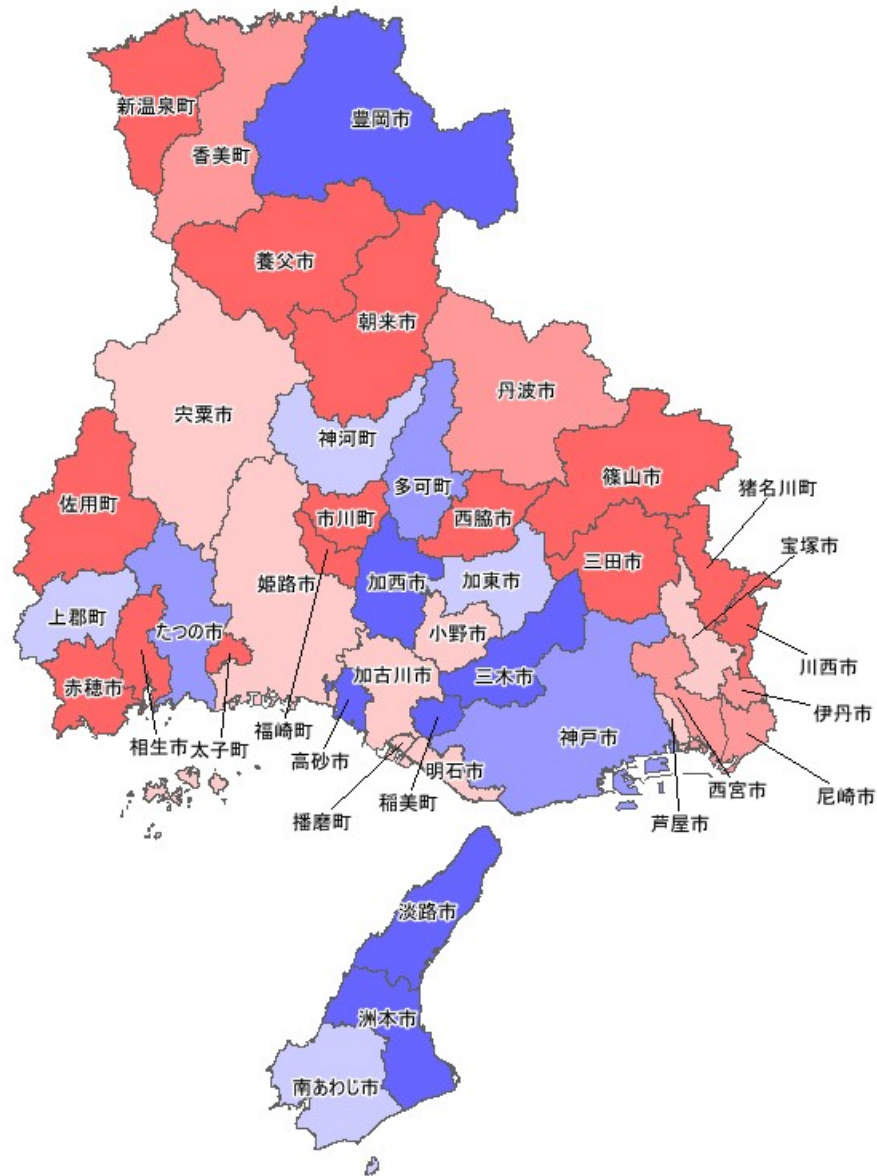 新温泉町
香美町
豊岡市
養父市
朝来市
丹波市
宍粟市
神河町
多可町
篠山市
猪名川町
佐用町
市川町
西脇市
宝塚市
三田市
姫路市
加西市
加東市
上郡町
たつの市
小野市
川西市
赤穂市
加古川市
三木市
伊丹市
福崎町
神戸市
相生市
太子町
高砂市
明石市
西宮市
尼崎市
稲美町
播磨町
芦屋市
淡路市
洲本市
南あわじ市